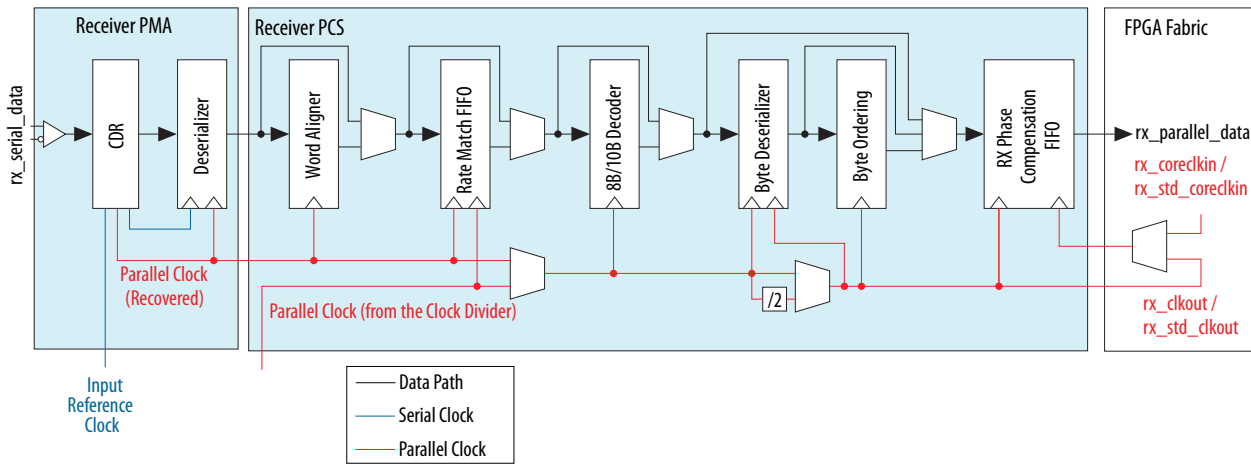 Receiver PMA
Receiver PCS
FPGA Fabric
rx_serial_data
CDR
Deserializer
Word Aligner
Rate Match FIFO
8B/10B Decoder
Byte Deserializer
Byte Ordering
RX Phase
Compensation
FIFO
rx_parallel_data
rx_coreclkin /
rx_std_coreclkin
Parallel Clock
(Recovered)
Parallel Clock (from the Clock Divider)
/2
rx_clkout /
rx_std_clkout
Input
Reference
Clock
Data Path
Serial Clock
Parallel Clock